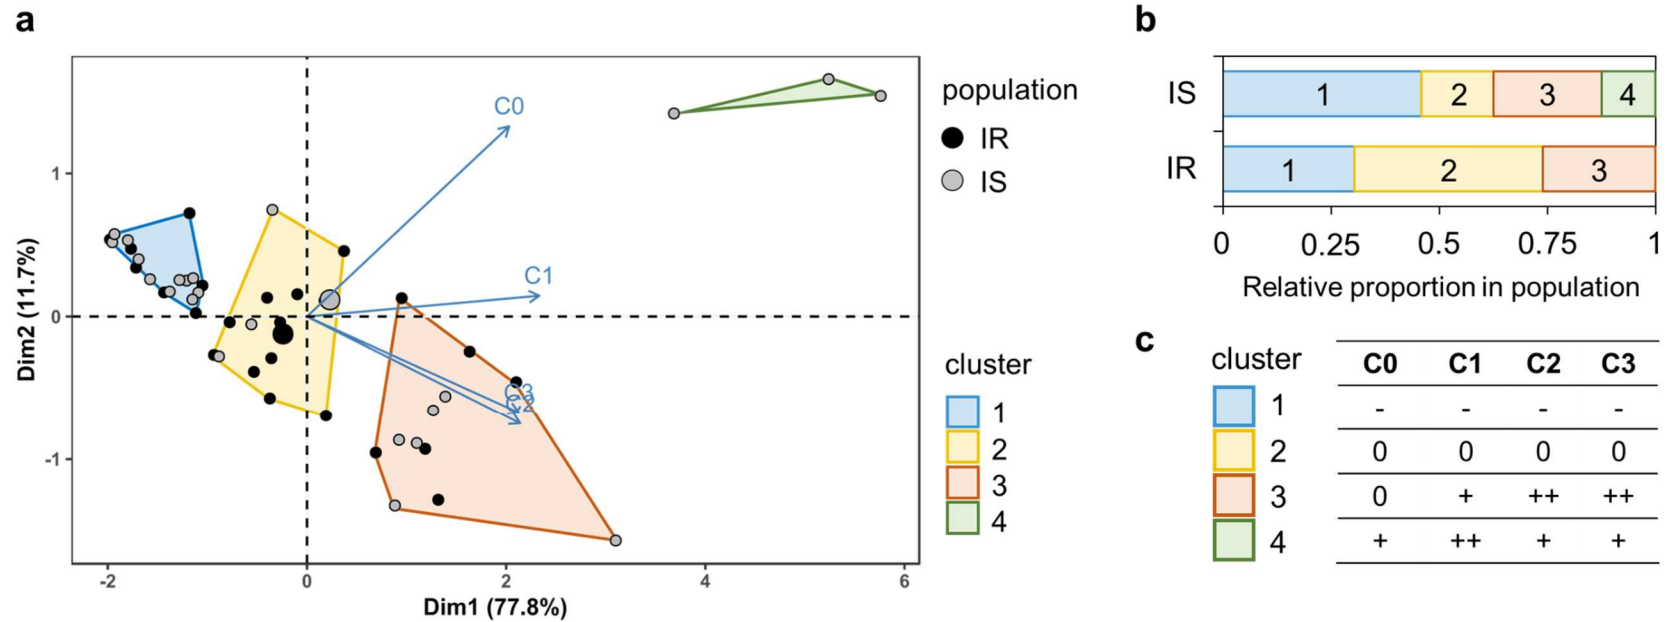 a
C0
C1
C3
C2
1
0
-1
-2
0
2
4
6
Dim2 (11.7%)
Dim1 (77.8%)
population
IR
IS
cluster
1
2
3
4
b
IS
1
2
3
4
IR
1
2
3
0
0.25
0.5
0.75
1
Relative proportion in population
c
cluster
C0 C1 C2 C3
1 - - - -
2 0 0 0 0
3 0 + ++ ++
4 + ++ + +